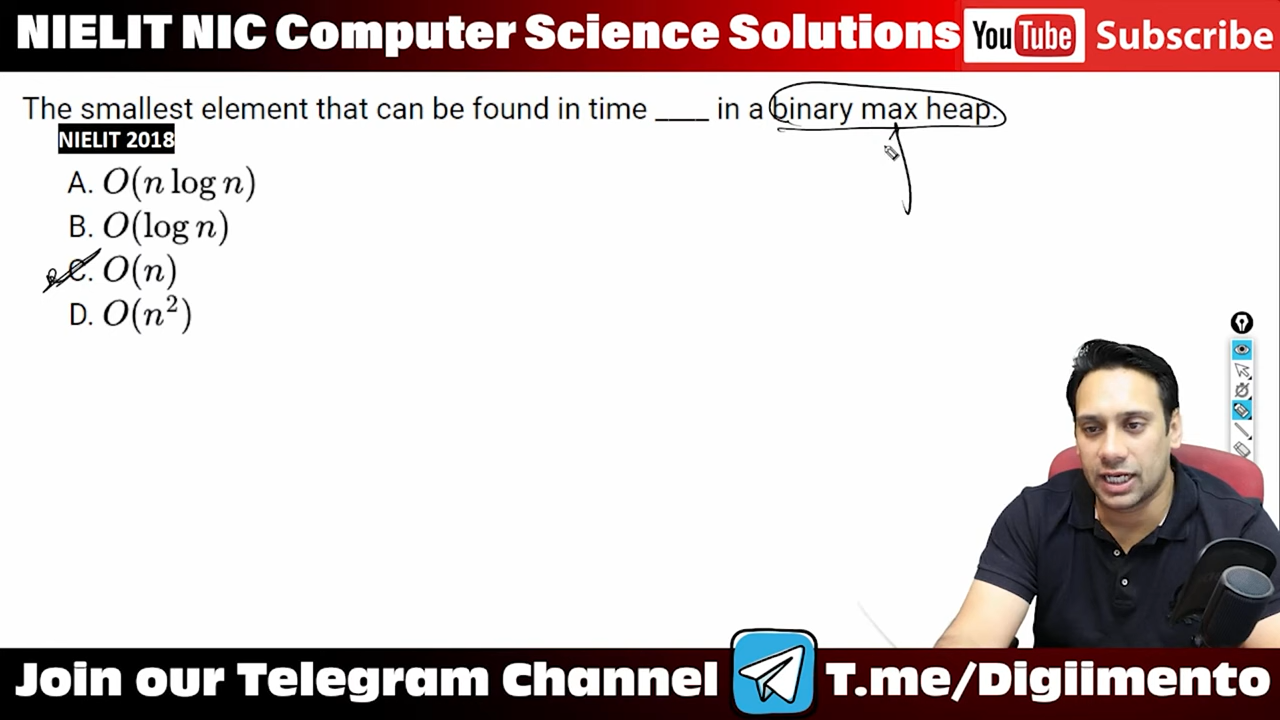 NIELIT NIC Computer Science Solutions YouTube Subscribe
The smallest element that can be found in time ____ in a binary max heap.
NIELIT 2018
A. O(n log n)
B. O(log n)
C. O(n)
D. O(n²)
Join our Telegram Channel T.me/Digiimento